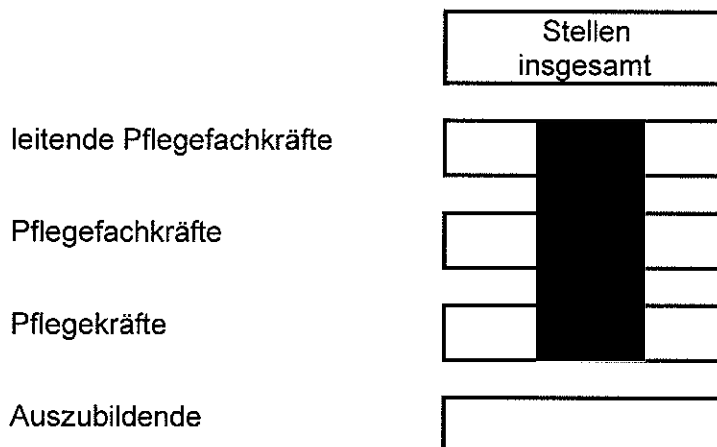 Stellen
insgesamt
leitende Pflegefachkräfte
Pflegefachkräfte
Pflegekräfte
Auszubildende